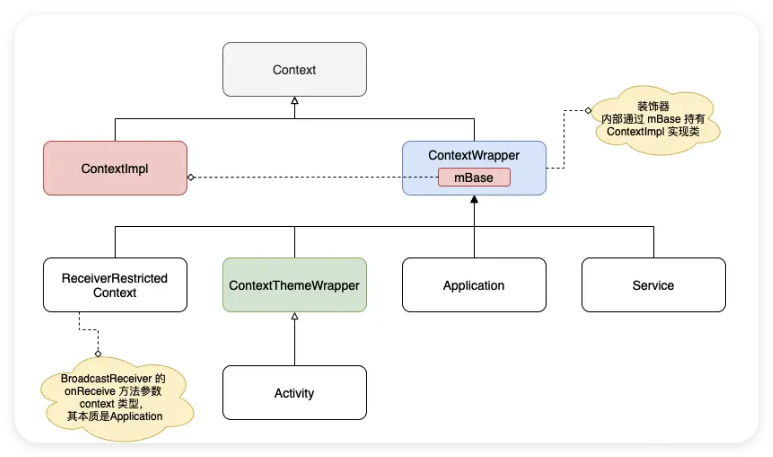 Context
装饰器
内部通过 mBase 持有
ContextImpl 实现类
ContextImpl
ContextWrapper
mBase
ReceiverRestricted
Context
ContextThemeWrapper
Application
Service
BroadcastReceiver 的
onReceive 方法参数
context 类型，
其本质是Application
Activity